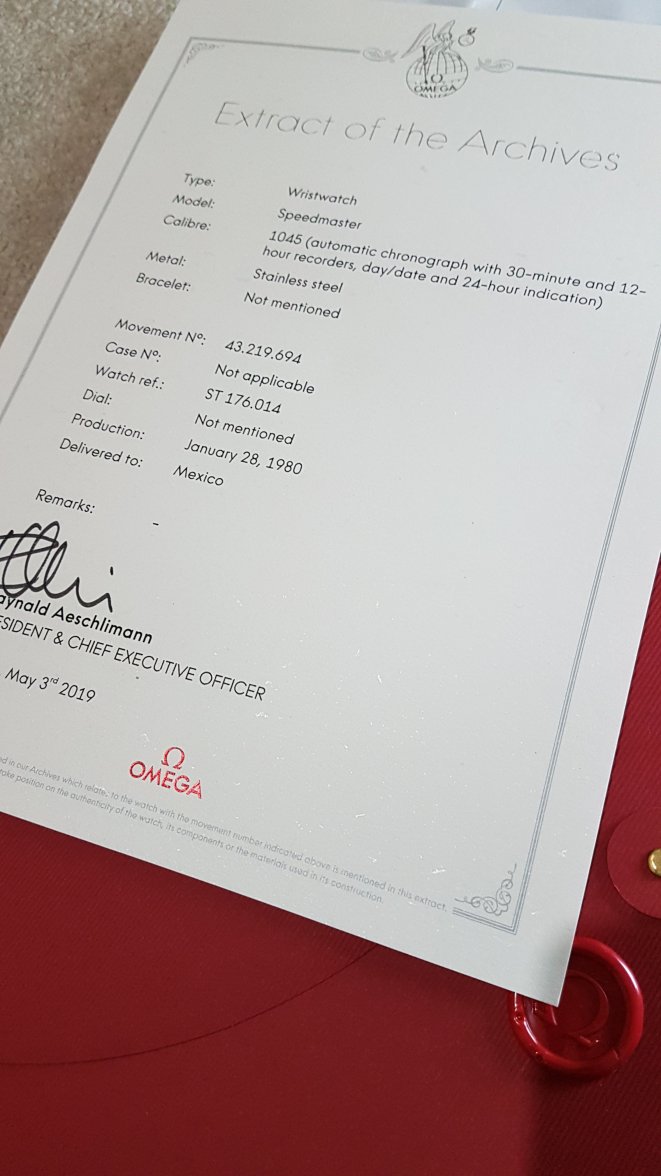 Ω
OMEGA
Extract of the Archives
Type: Wristwatch
Model: Speedmaster
Calibre: 1045 (automatic chronograph with 30-minute and 12-
hour recorders, day/date and 24-hour indication)
Metal: Stainless steel
Bracelet: Not mentioned
Movement Nº: 43.219.694
Case Nº: Not applicable
Watch ref.: ST 176.014
Dial: Not mentioned
Production: January 28, 1980
Delivered to: Mexico
Remarks: -
aynald Aeschlimann
ESIDENT & CHIEF EXECUTIVE OFFICER
May 3rd 2019
Ω
OMEGA
ed in our Archives which relates to the watch with the movement number indicated above is mentioned in this extract.
take position on the authenticity of the watch, its components or the materials used in its construction.